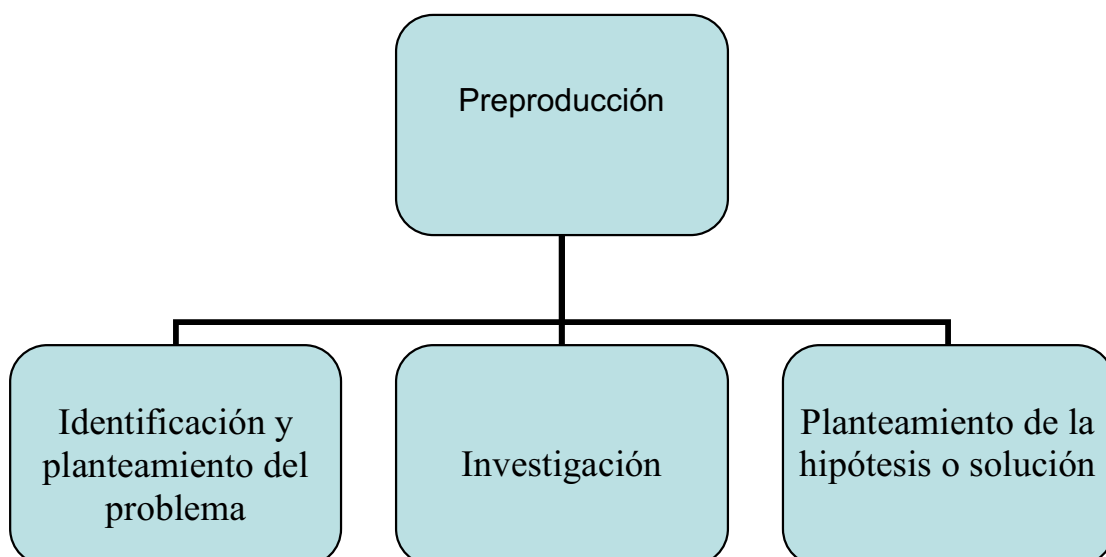 Preproducción
Identificación y
planteamiento del
problema
Investigación
Planteamiento de la
hipótesis o solución